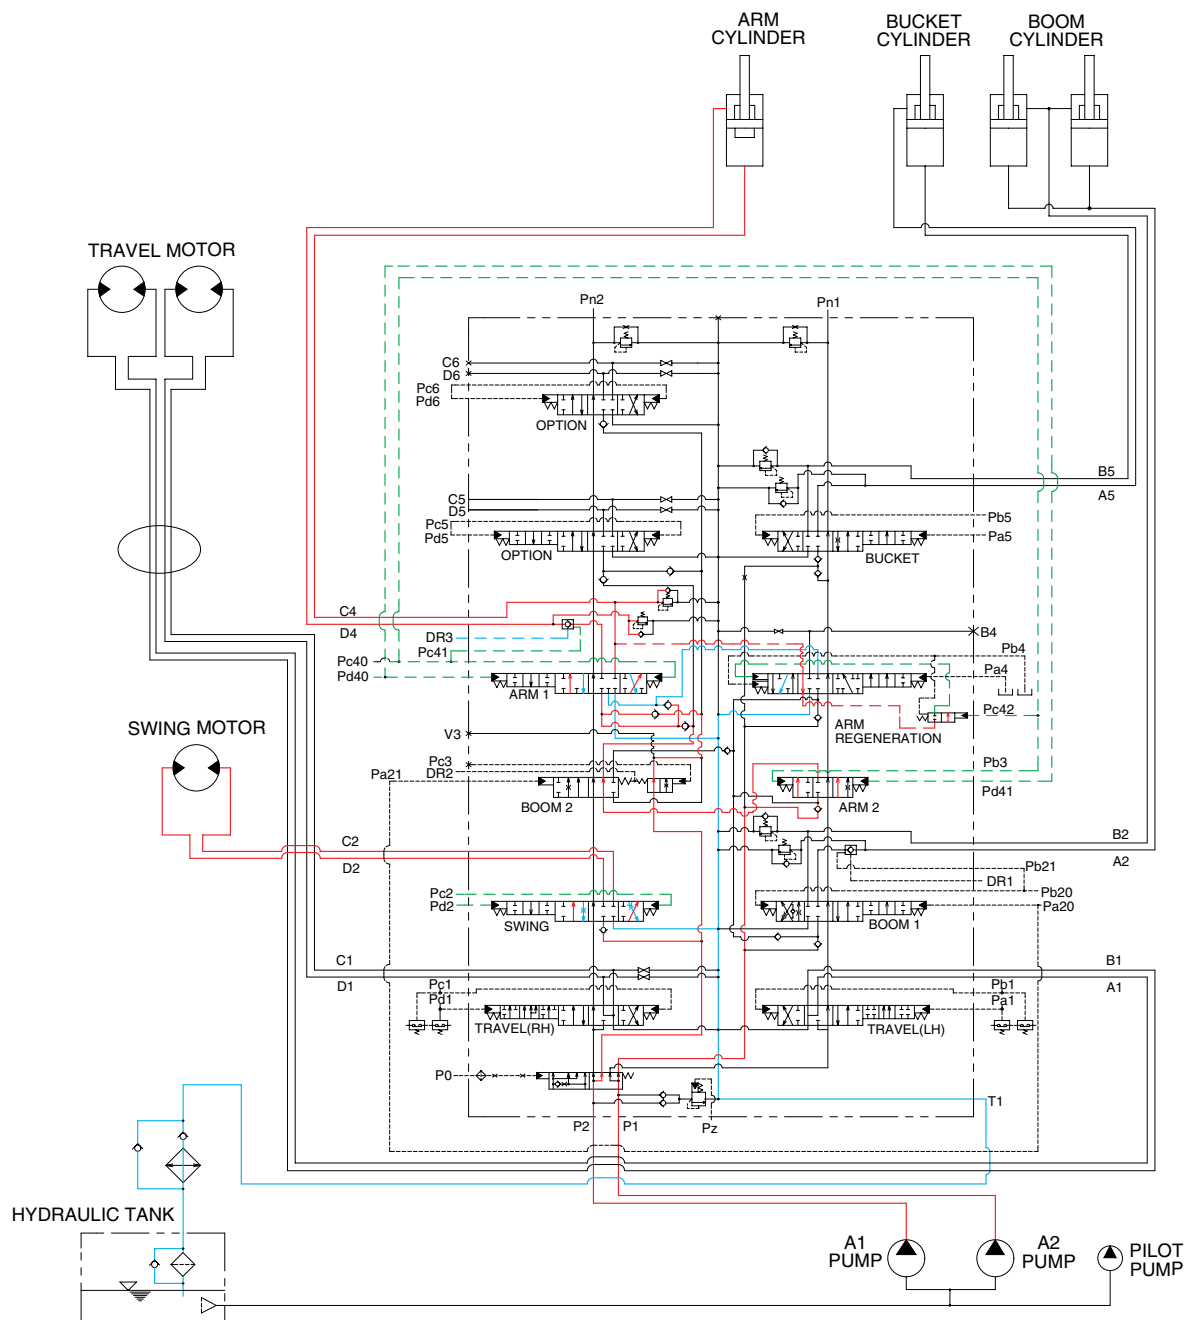 ARM
CYLINDER
BUCKET
CYLINDER
BOOM
CYLINDER
TRAVEL MOTOR
Pn2
Pn1
C6
D6
Pc6
Pd6
OPTION
B5
A5
C5
D5
Pc5
Pd5
OPTION
Pb5
Pa5
BUCKET
C4
D4
DR3
Pc41
Pc40
Pd40
ARM 1
B4
Pb4
Pa4
Pc42
ARM
REGENERATION
SWING MOTOR
V3
Pc3
DR2
Pa21
BOOM 2
Pb3
Pd41
ARM 2
C2
D2
B2
A2
Pb21
DR1
Pc2
Pd2
SWING
Pb20
Pa20
BOOM 1
C1
D1
B1
A1
Pc1
Pd1
TRAVEL(RH)
Pb1
Pa1
TRAVEL(LH)
P0
T1
P2
P1
Pz
HYDRAULIC TANK
A1
PUMP
A2
PUMP
PILOT
PUMP